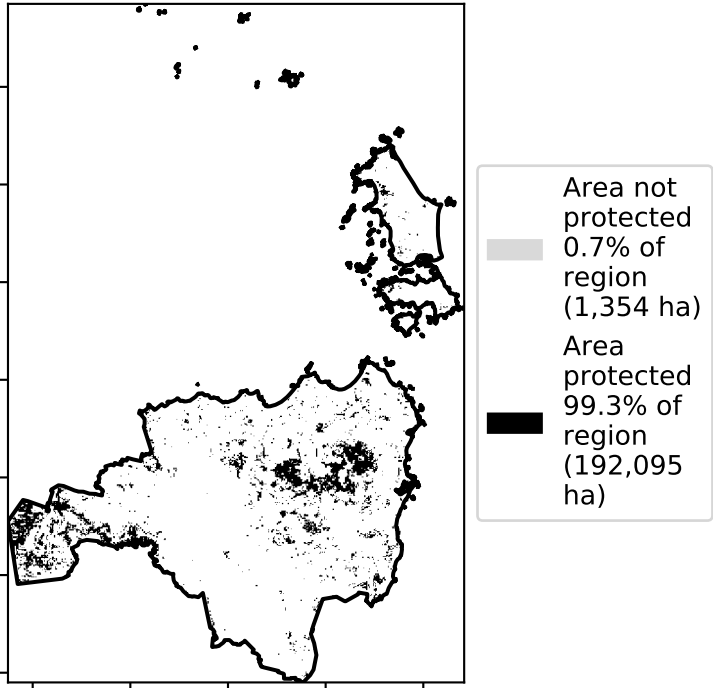 Area not
protected
0.7% of
region
(1,354 ha)
Area
protected
99.3% of
region
(192,095
ha)